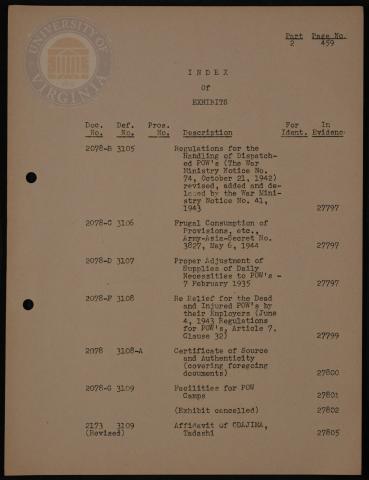 UNIVERSITY OF VIRGINIA
Part Page No.
2 459
I N D E X
Of
EXHIBITS
Doc. Def. Pros. For In
No. No. No. Description Ident. Evidence
2078-B 3105 Regulations for the
Handling of Dispatch-
ed POW's (The War
Ministry Notice No.
74, October 21, 1942)
revised, added and de-
leted by the War Mini-
stry Notice No. 41,
1943 27797
2078-C 3106 Frugal Consumption of
Provisions, etc.,
Army-Asia-Secret No.
3827, May 6, 1944 27797
2078-D 3107 Proper Adjustment of
Supplies of Daily
Necessities to POW's -
7 February 1935 27797
2078-F 3108 Re Relief for the Dead
and Injured POW's by
their Employers (June
4, 1943 Regulations
for POW's, Article 7.
Clause 32) 27799
2078 3108-A Certificate of Source
and Authenticity
(covering foregoing
documents) 27800
2078-G 3109 Facilities for POW
Camps 27801
(Exhibit cancelled) 27802
2173 3109 Affidavit of ODAJIMA,
(Revised) Tadashi 27805